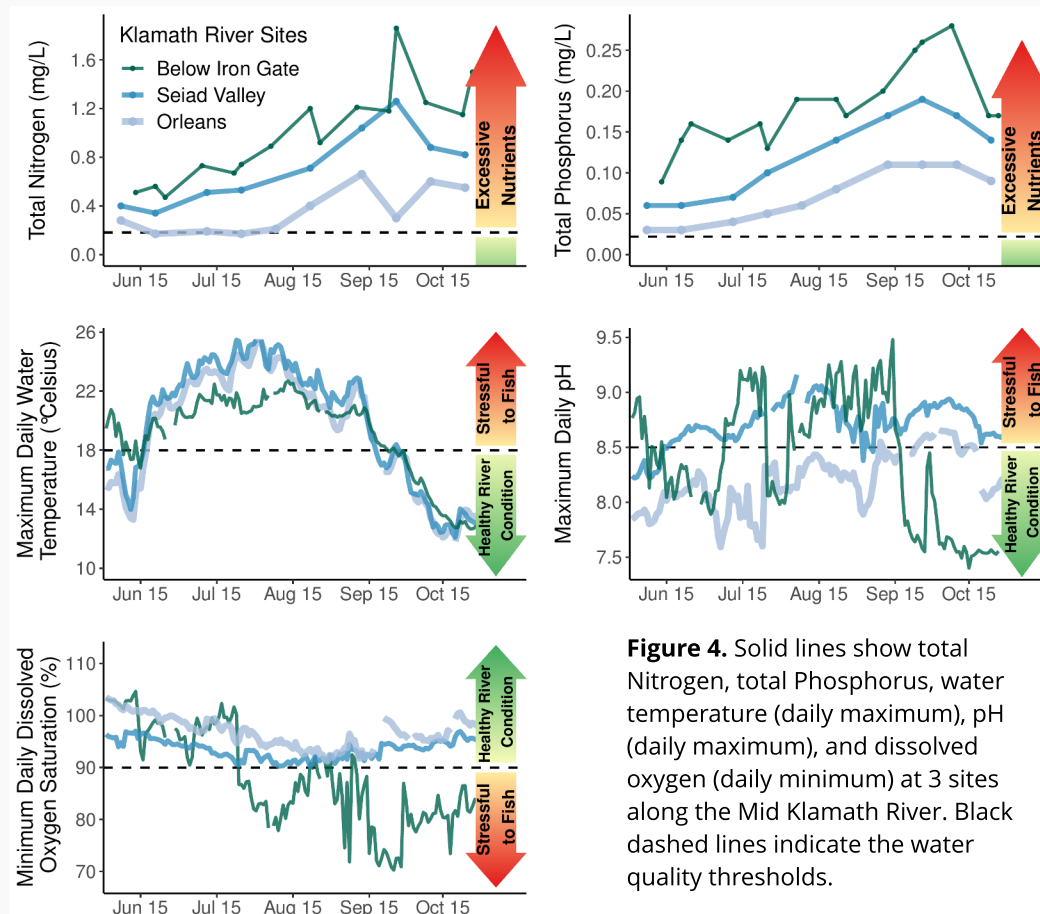 Total Nitrogen (mg/L)
1.6
1.2
0.8
0.4
0.0
Klamath River Sites
Below Iron Gate
Seiad Valley
Orleans
Excessive
Nutrients
Jun 15 Jul 15 Aug 15 Sep 15 Oct 15
Total Phosphorus (mg/L)
0.25
0.20
0.15
0.10
0.05
0.00
Excessive
Nutrients
Jun 15 Jul 15 Aug 15 Sep 15 Oct 15
Maximum Daily Water
Temperature (°Celsius)
26
22
18
14
10
Stressful
to Fish
Healthy River
Condition
Jun 15 Jul 15 Aug 15 Sep 15 Oct 15
Maximum Daily pH
9.5
9.0
8.5
8.0
7.5
Stressful
to Fish
Healthy River
Condition
Jun 15 Jul 15 Aug 15 Sep 15 Oct 15
Minimum Daily Dissolved
Oxygen Saturation (%)
110
100
90
80
70
Healthy River
Condition
Stressful
to Fish
Jun 15 Jul 15 Aug 15 Sep 15 Oct 15
Figure 4. Solid lines show total
Nitrogen, total Phosphorus, water
temperature (daily maximum), pH
(daily maximum), and dissolved
oxygen (daily minimum) at 3 sites
along the Mid Klamath River. Black
dashed lines indicate the water
quality thresholds.